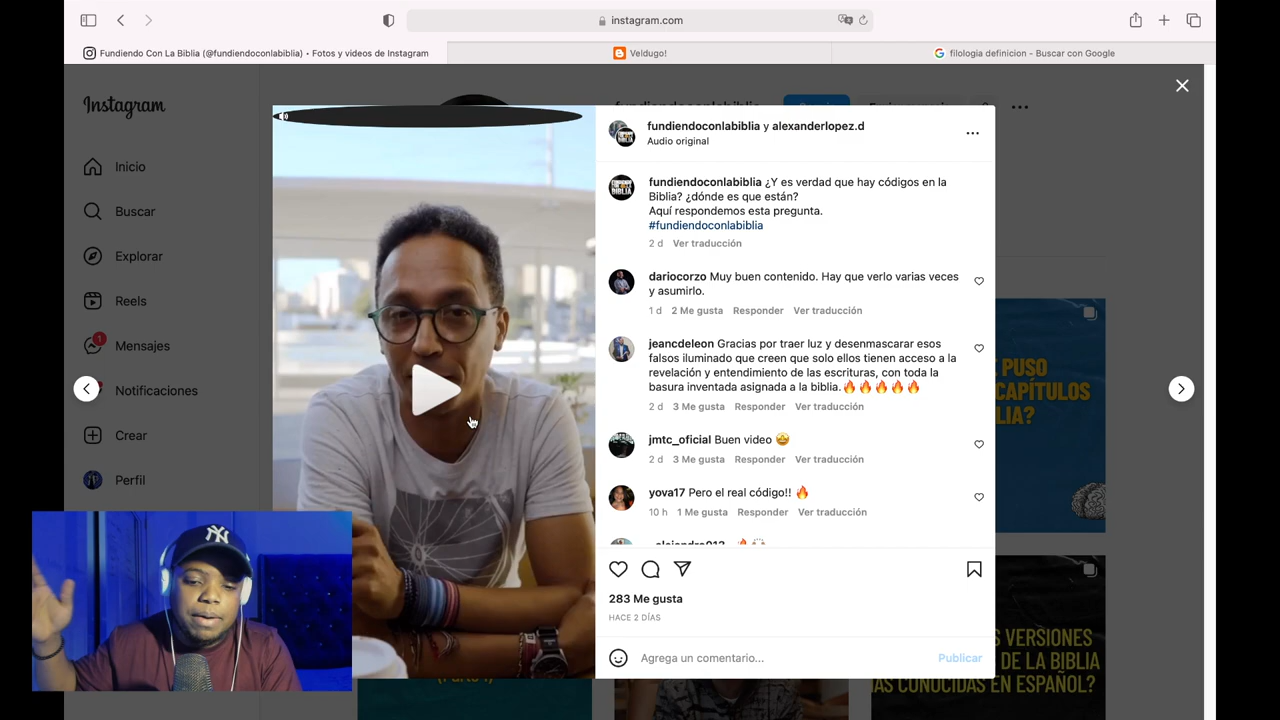 instagram.com
Fundiendo Con La Biblia (@fundiendoconlabiblia) • Fotos y videos de Instagram
Veldugo!
filologia definicion - Buscar con Google
Instagram
Inicio
Buscar
Explorar
Reels
1
Mensajes
Notificaciones
Crear
Perfil
fundiendoconlabiblia y alexanderlopez.d
Audio original
fundiendoconlabiblia ¿Y es verdad que hay códigos en la
Biblia? ¿dónde es que están?
Aquí respondemos esta pregunta.
#fundiendoconlabiblia
2 d Ver traducción
dariocorzo Muy buen contenido. Hay que verlo varias veces
y asumirlo.
1 d 2 Me gusta Responder Ver traducción
jeancdeleon Gracias por traer luz y desenmascarar esos
falsos iluminado que creen que solo ellos tienen acceso a la
revelación y entendimiento de las escrituras, con toda la
basura inventada asignada a la biblia.🔥🔥🔥🔥🔥
2 d 3 Me gusta Responder Ver traducción
jmtc_oficial Buen video 🤩
2 d 3 Me gusta Responder Ver traducción
yova17 Pero el real código!! 🔥
10 h 1 Me gusta Responder Ver traducción
283 Me gusta
HACE 2 DÍAS
Agrega un comentario...
Publicar
PUSO
CAPÍTULOS
VERSIONES
DE LA BIBLIA
CONOCIDAS EN ESPAÑOL?
NY